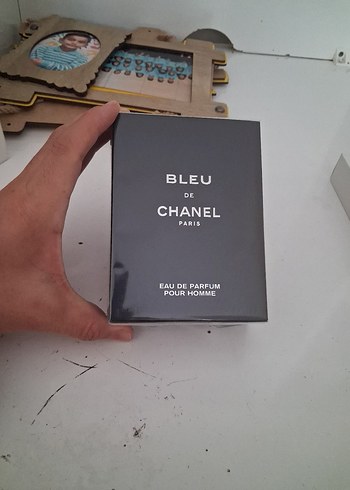 BLEU
DE
CHANEL
PARIS
EAU DE PARFUM
POUR HOMME